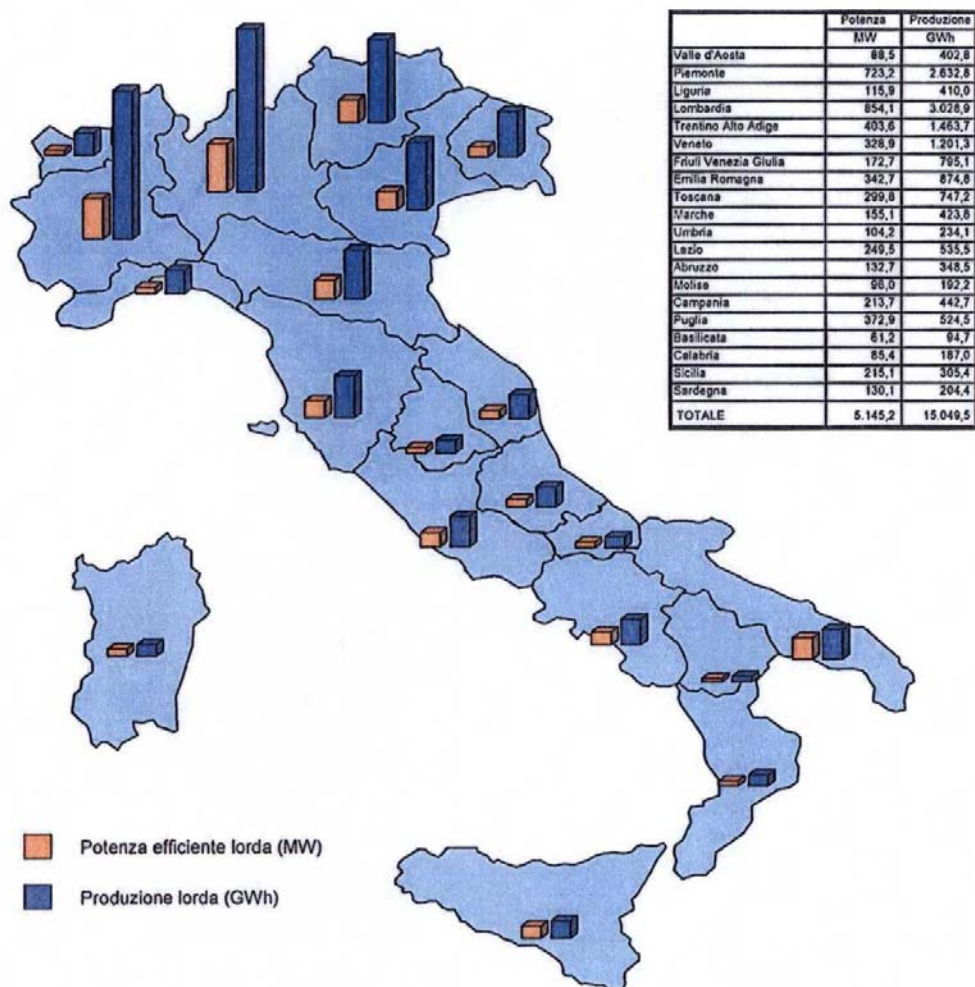 Potenza Produzione
MW GWh
Valle d'Aosta 88,5 402,8
Piemonte 723,2 2.632,8
Liguria 115,9 410,0
Lombardia 854,1 3.028,9
Trentino Alto Adige 403,6 1.463,7
Veneto 328,9 1.201,3
Friuli Venezia Giulia 172,7 795,1
Emilia Romagna 342,7 874,8
Toscana 299,8 747,2
Marche 155,1 423,8
Umbria 104,2 234,1
Lazio 249,5 535,5
Abruzzo 132,7 348,5
Molise 96,0 192,2
Campania 213,7 442,7
Puglia 372,9 524,5
Basilicata 61,2 94,7
Calabria 85,4 187,0
Sicilia 215,1 305,4
Sardegna 130,1 204,4
TOTALE 5.145,2 15.049,5
Potenza efficiente lorda (MW)
Produzione lorda (GWh)